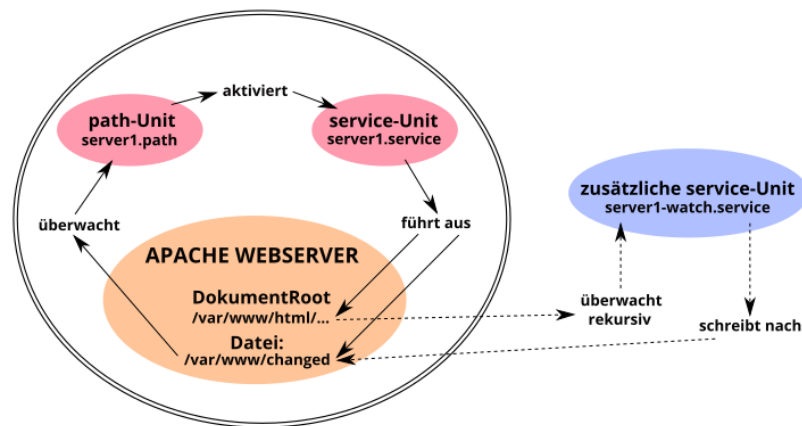 aktiviert
path-Unit
server1.path
service-Unit
server1.service
zusätzliche service-Unit
server1-watch.service
überwacht
führt aus
APACHE WEBSERVER
DokumentRoot
/var/www/html/...
Datei:
/var/www/changed
überwacht
rekursiv
schreibt nach